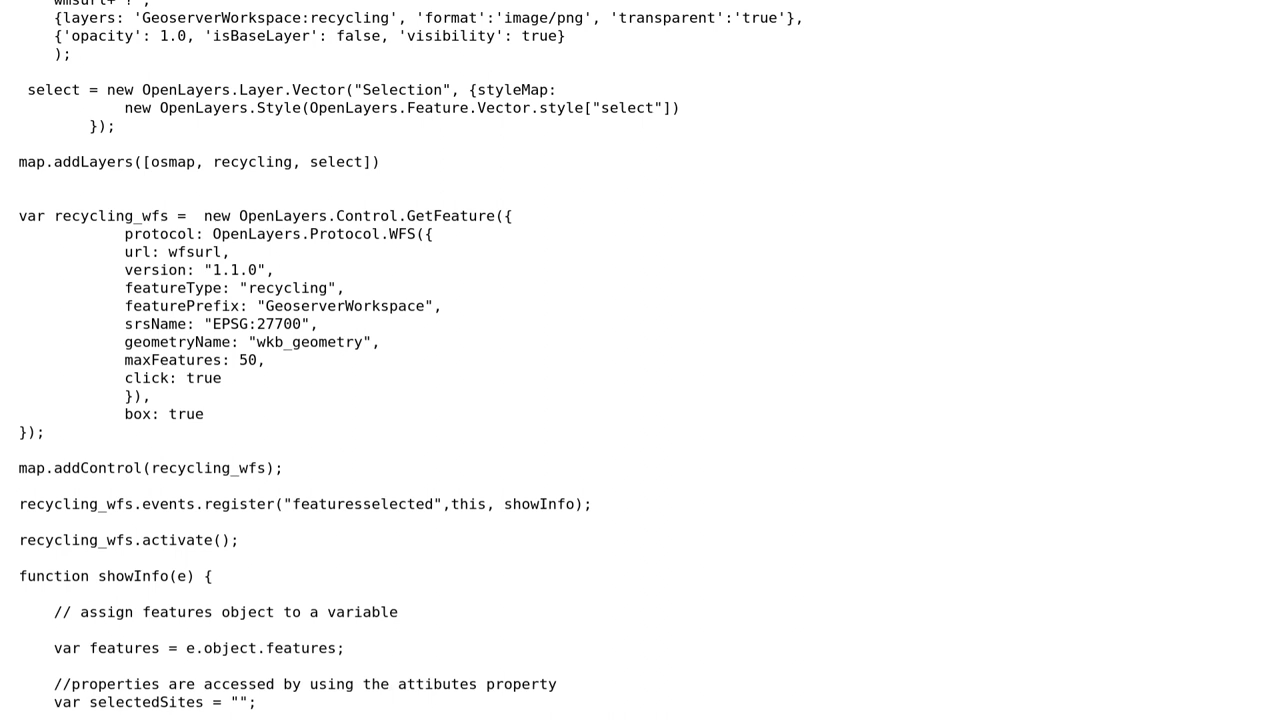 wmsurl+'?',
{layers: 'GeoserverWorkspace:recycling', 'format':'image/png', 'transparent':'true'},
{'opacity': 1.0, 'isBaseLayer': false, 'visibility': true}
);
select = new OpenLayers.Layer.Vector("Selection", {styleMap:
new OpenLayers.Style(OpenLayers.Feature.Vector.style["select"])
});
map.addLayers([osmap, recycling, select])
var recycling_wfs =  new OpenLayers.Control.GetFeature({
protocol: OpenLayers.Protocol.WFS({
url: wfsurl,
version: "1.1.0",
featureType: "recycling",
featurePrefix: "GeoserverWorkspace",
srsName: "EPSG:27700",
geometryName: "wkb_geometry",
maxFeatures: 50,
click: true
}),
box: true
});
map.addControl(recycling_wfs);
recycling_wfs.events.register("featuresselected",this, showInfo);
recycling_wfs.activate();
function showInfo(e) {
// assign features object to a variable
var features = e.object.features;
//properties are accessed by using the attibutes property
var selectedSites = "";